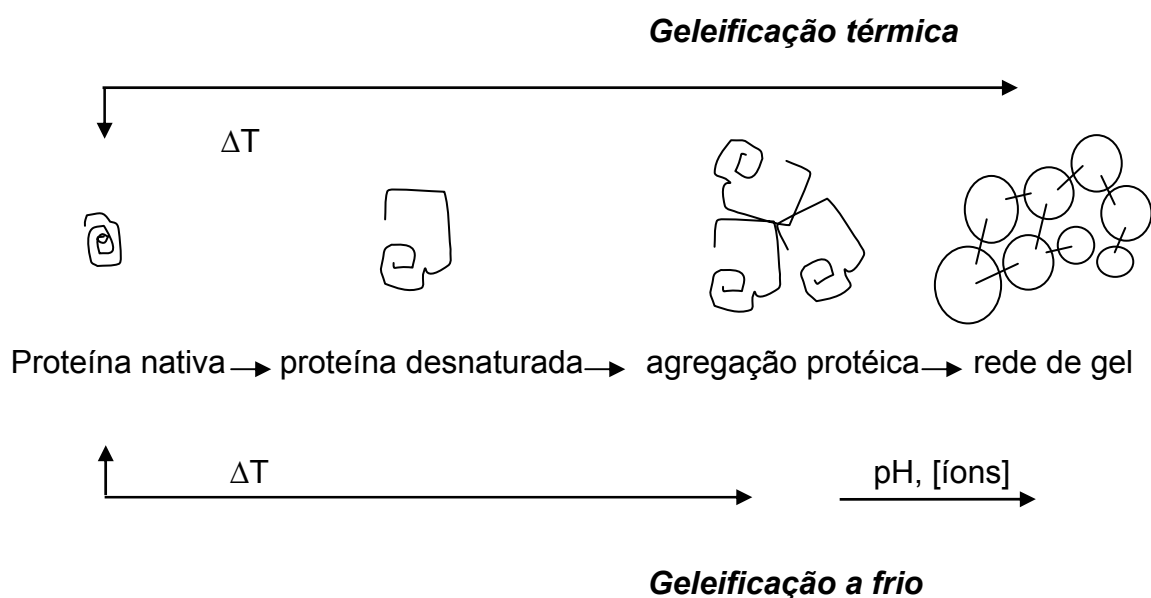 Geleificação térmica
ΔT
Proteína nativa → proteína desnaturada → agregação protéica → rede de gel
ΔT
pH, [íons]
Geleificação a frio